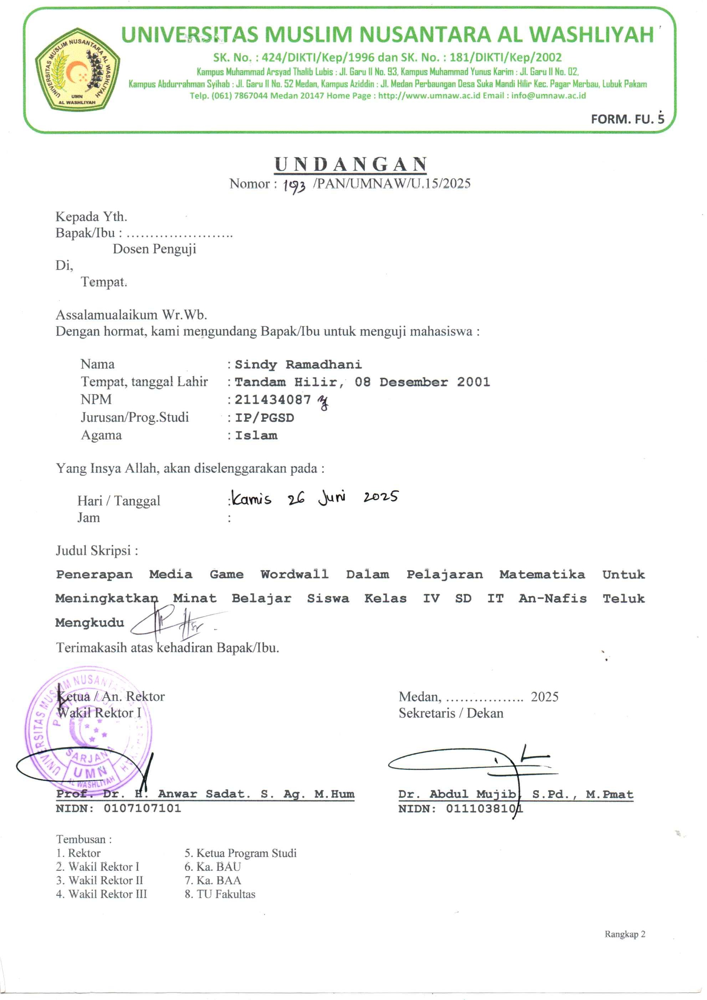 UNIVERSITAS MUSLIM NUSANTARA AL WASHLIYAH
SK. No. : 424/DIKTI/Kep/1996 dan SK. No. : 181/DIKTI/Kep/2002
Kampus Muhammad Arsyad Thalib Lubis : Jl. Garu II No. 93, Kampus Muhammad Yunus Karim : Jl. Garu II No. 02,
Kampus Abdurrahman Syihab : Jl. Garu II No. 52 Medan, Kampus Aziddin : Jl. Medan Perbaungan Desa Suka Mandi Hilir Kec. Pagar Merbau, Lubuk Pakam
Telp. (061) 7867044 Medan 20147 Home Page : http://www.umnaw.ac.id Email : info@umnaw.ac.id
UNIVERSITAS MUSLIM NUSANTARA AL WASHLIYAH
UMN
AL WASHLIYAH
FORM. FU. 5
UNDANGAN
Nomor : 1093 /PAN/UMNAW/U.15/2025
Kepada Yth.
Bapak/Ibu : .......................
Dosen Penguji
Di,
Tempat.
Assalamualaikum Wr.Wb.
Dengan hormat, kami mengundang Bapak/Ibu untuk menguji mahasiswa :
Nama : Sindy Ramadhani
Tempat, tanggal Lahir : Tandam Hilir, 08 Desember 2001
NPM : 211434087
Jurusan/Prog.Studi : IP/PGSD
Agama : Islam
Yang Insya Allah, akan diselenggarakan pada :
Hari / Tanggal : Kamis 26 Juni 2025
Jam :
Judul Skripsi :
Penerapan Media Game Wordwall Dalam Pelajaran Matematika Untuk
Meningkatkan Minat Belajar Siswa Kelas IV SD IT An-Nafis Teluk
Mengkudu
Terimakasih atas kehadiran Bapak/Ibu.
Ketua / An. Rektor
Wakil Rektor I
UNIVERSITAS MUSLIM NUSANTARA
PANITIA UJIAN
SARJANA
UMN
AL WASHLIYAH
Prof. Dr. H. Anwar Sadat. S. Ag. M.Hum
NIDN: 0107107101
Medan, ................. 2025
Sekretaris / Dekan
Dr. Abdul Mujib, S.Pd., M.Pmat
NIDN: 0111038101
Tembusan :
1. Rektor
2. Wakil Rektor I
3. Wakil Rektor II
4. Wakil Rektor III
5. Ketua Program Studi
6. Ka. BAU
7. Ka. BAA
8. TU Fakultas
Rangkap 2